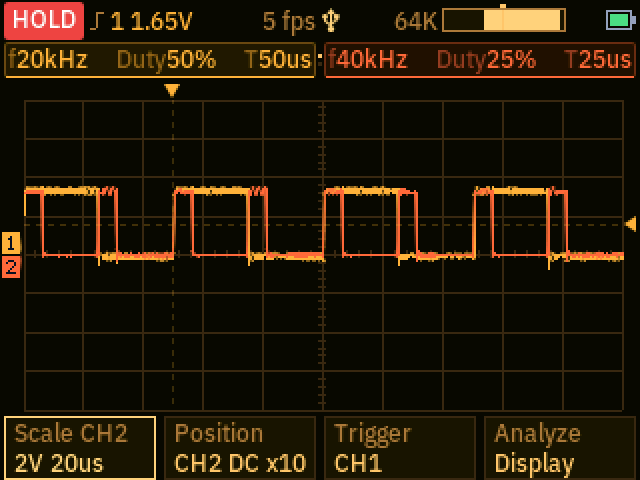 HOLD 1 1.65V 5 fps 64K
f20kHz Duty50% T50us f40kHz Duty25% T25us
1
2
Scale CH2 Position Trigger Analyze
2V 20us CH2 DC x10 CH1 Display